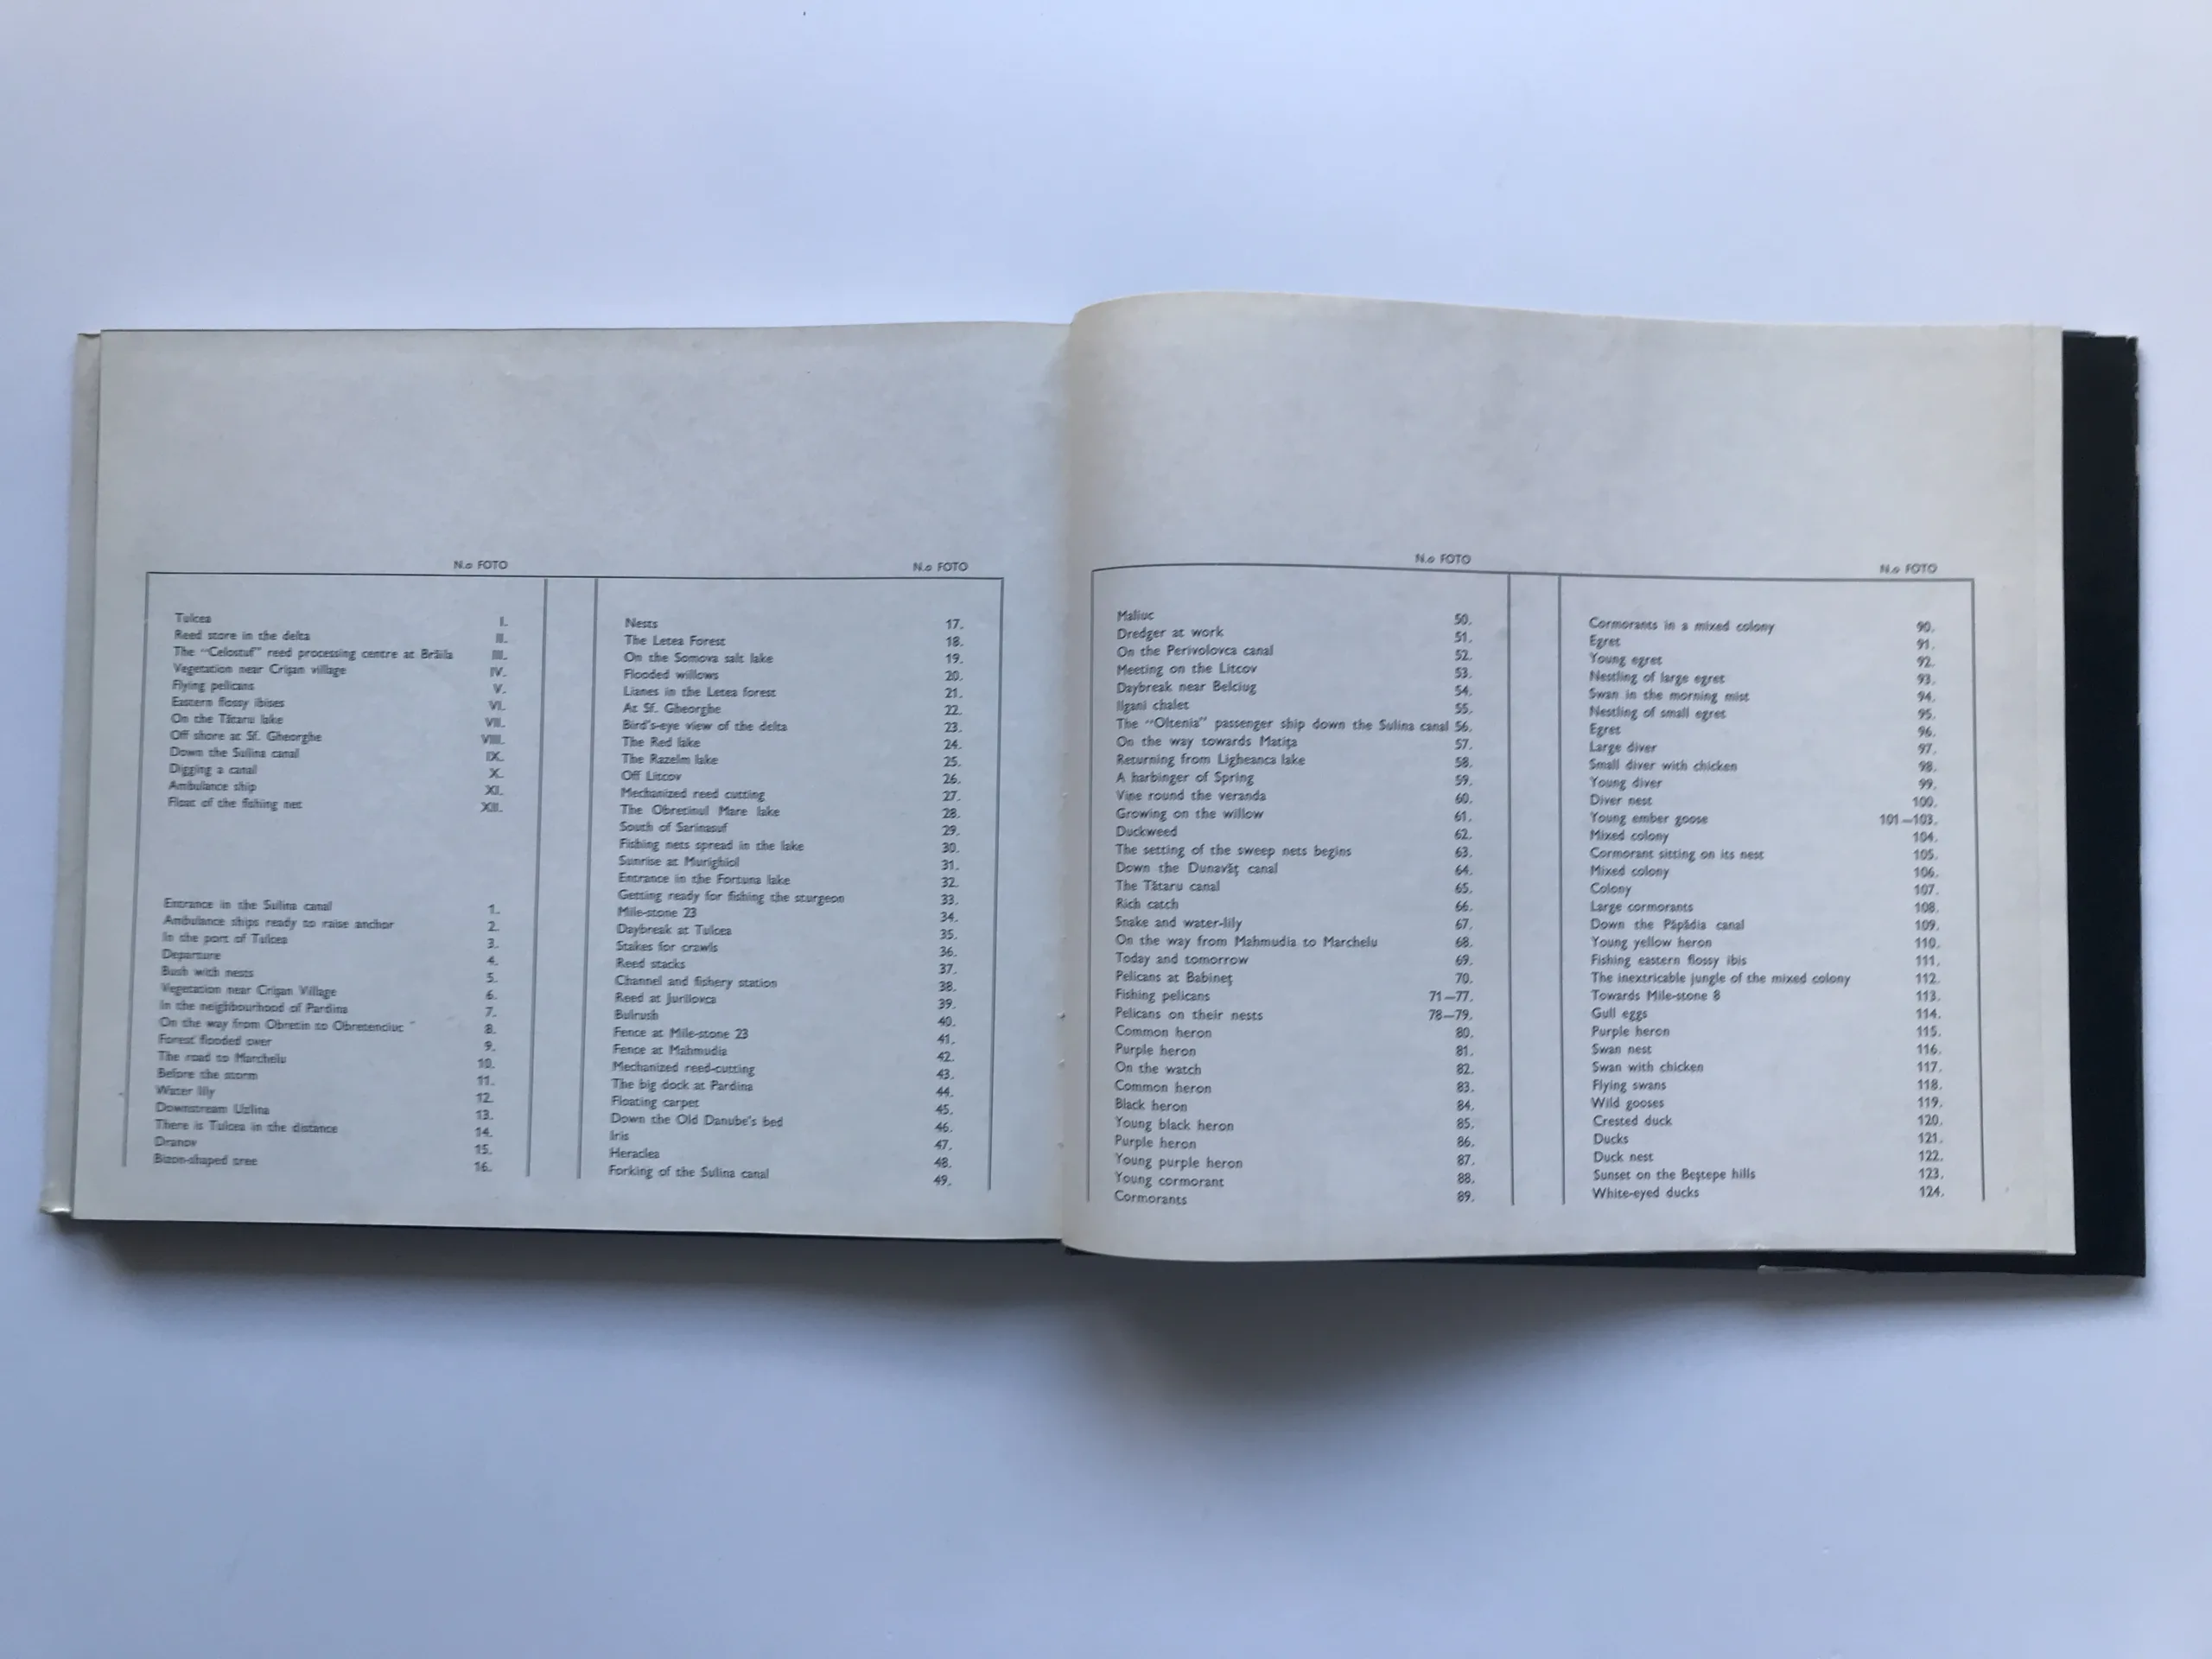 N.o FOTO
Tulcea I.
Reed store in the delta II.
The "Celostuf" reed processing centre at Brăila III.
Vegetation near Crişan village IV.
Flying pelicans V.
Eastern flossy ibises VI.
On the Tătaru lake VII.
Off shore at Sf. Gheorghe VIII.
Down the Sulina canal IX.
Digging a canal X.
Ambulance ship XI.
Float of the fishing net XII.
Entrance in the Sulina canal 1.
Ambulance ships ready to raise anchor 2.
In the port of Tulcea 3.
Departure 4.
Bush with nests 5.
Vegetation near Crişan Village 6.
In the neighbourhood of Pardina 7.
On the way from Obretin to Obretenciuc 8.
Forest flooded over 9.
The road to Marchelu 10.
Before the storm 11.
Water lily 12.
Downstream Uzlina 13.
There is Tulcea in the distance 14.
Dranov 15.
Bizon-shaped tree 16.
N.o FOTO
Nests 17.
The Letea Forest 18.
On the Somova salt lake 19.
Flooded willows 20.
Lianes in the Letea forest 21.
At Sf. Gheorghe 22.
Bird's-eye view of the delta 23.
The Red lake 24.
The Razelm lake 25.
Off Litcov 26.
Mechanized reed cutting 27.
The Obretinul Mare lake 28.
South of Sarinasuf 29.
Fishing nets spread in the lake 30.
Sunrise at Murighiol 31.
Entrance in the Fortuna lake 32.
Getting ready for fishing the sturgeon 33.
Mile-stone 23 34.
Daybreak at Tulcea 35.
Stakes for crawls 36.
Reed stacks 37.
Channel and fishery station 38.
Reed at Jurilovca 39.
Bulrush 40.
Fence at Mile-stone 23 41.
Fence at Mahmudia 42.
Mechanized reed-cutting 43.
The big dock at Pardina 44.
Floating carpet 45.
Down the Old Danube's bed 46.
Iris 47.
Heraclea 48.
Forking of the Sulina canal 49.
N.o FOTO
Maliuc 50.
Dredger at work 51.
On the Perivolovca canal 52.
Meeting on the Litcov 53.
Daybreak near Belciug 54.
Ilgani chalet 55.
The "Oltenia" passenger ship down the Sulina canal 56.
On the way towards Matiţa 57.
Returning from Ligheanca lake 58.
A harbinger of Spring 59.
Vine round the veranda 60.
Growing on the willow 61.
Duckweed 62.
The setting of the sweep nets begins 63.
Down the Dunavăţ canal 64.
The Tătaru canal 65.
Rich catch 66.
Snake and water-lily 67.
On the way from Mahmudia to Marchelu 68.
Today and tomorrow 69.
Pelicans at Babineţ 70.
Fishing pelicans 71—77.
Pelicans on their nests 78—79.
Common heron 80.
Purple heron 81.
On the watch 82.
Common heron 83.
Black heron 84.
Young black heron 85.
Purple heron 86.
Young purple heron 87.
Young cormorant 88.
Cormorants 89.
N.o FOTO
Cormorants in a mixed colony 90.
Egret 91.
Young egret 92.
Nestling of large egret 93.
Swan in the morning mist 94.
Nestling of small egret 95.
Egret 96.
Large diver 97.
Small diver with chicken 98.
Young diver 99.
Diver nest 100.
Young ember goose 101—103.
Mixed colony 104.
Cormorant sitting on its nest 105.
Mixed colony 106.
Colony 107.
Large cormorants 108.
Down the Păpădia canal 109.
Young yellow heron 110.
Fishing eastern flossy ibis 111.
The inextricable jungle of the mixed colony 112.
Towards Mile-stone 8 113.
Gull eggs 114.
Purple heron 115.
Swan nest 116.
Swan with chicken 117.
Flying swans 118.
Wild gooses 119.
Crested duck 120.
Ducks 121.
Duck nest 122.
Sunset on the Beştepe hills 123.
White-eyed ducks 124.